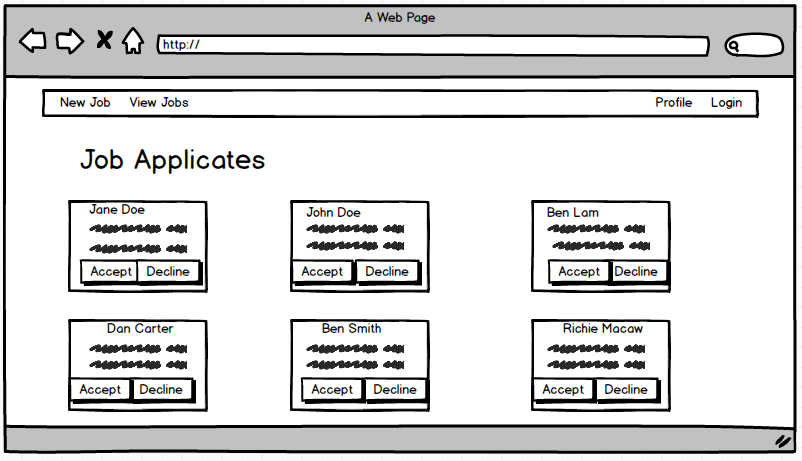 A Web Page
http://
New Job View Jobs Profile Login
Job Applicates
Jane Doe
Accept Decline
John Doe
Accept Decline
Ben Lam
Accept Decline
Dan Carter
Accept Decline
Ben Smith
Accept Decline
Richie Macaw
Accept Decline